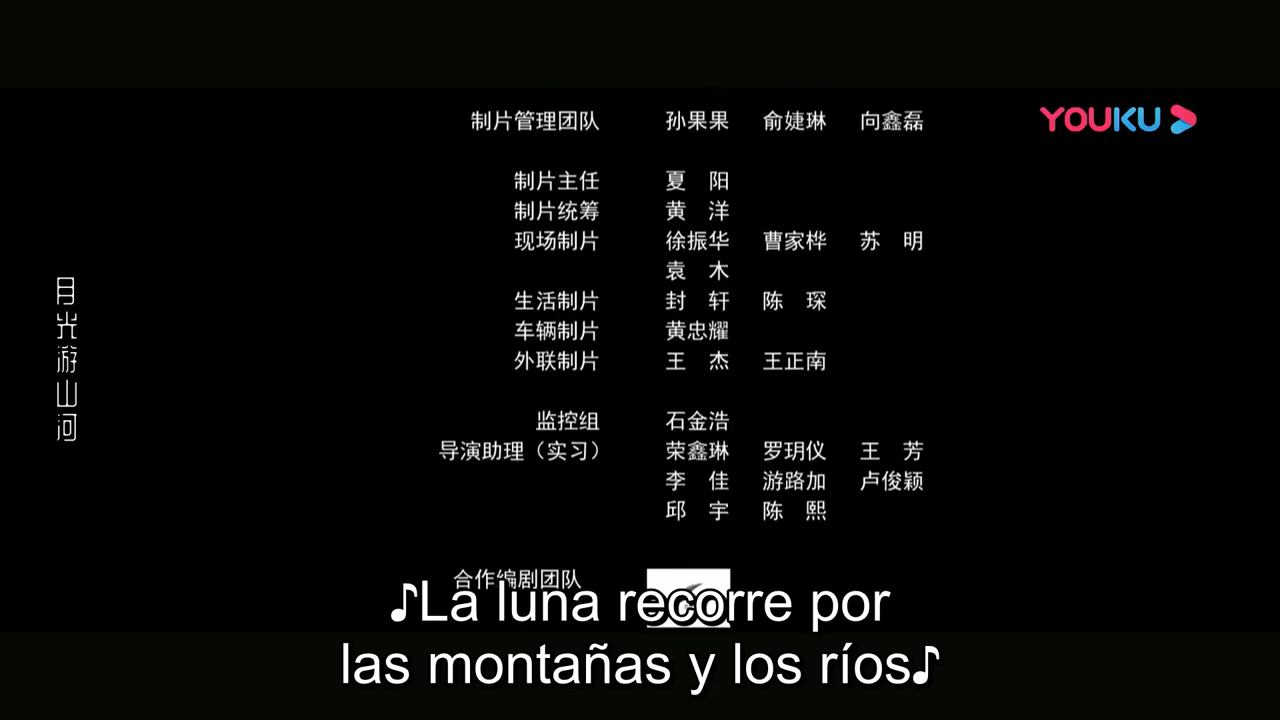 制片管理团队 孙果果 俞婕琳 向鑫磊
YOUKU
制片主任 夏 阳
制片统筹 黄 洋
现场制片 徐振华 曹家桦 苏 明
袁 木
生活制片 封 轩 陈 琛
车辆制片 黄忠耀
外联制片 王 杰 王正南
月光游山河
监控组 石金浩
导演助理（实习） 荣鑫琳 罗玥仪 王 芳
李 佳 游路加 卢俊颖
邱 宇 陈 熙
合作编剧团队
♪La luna recorre por
las montañas y los ríos♪